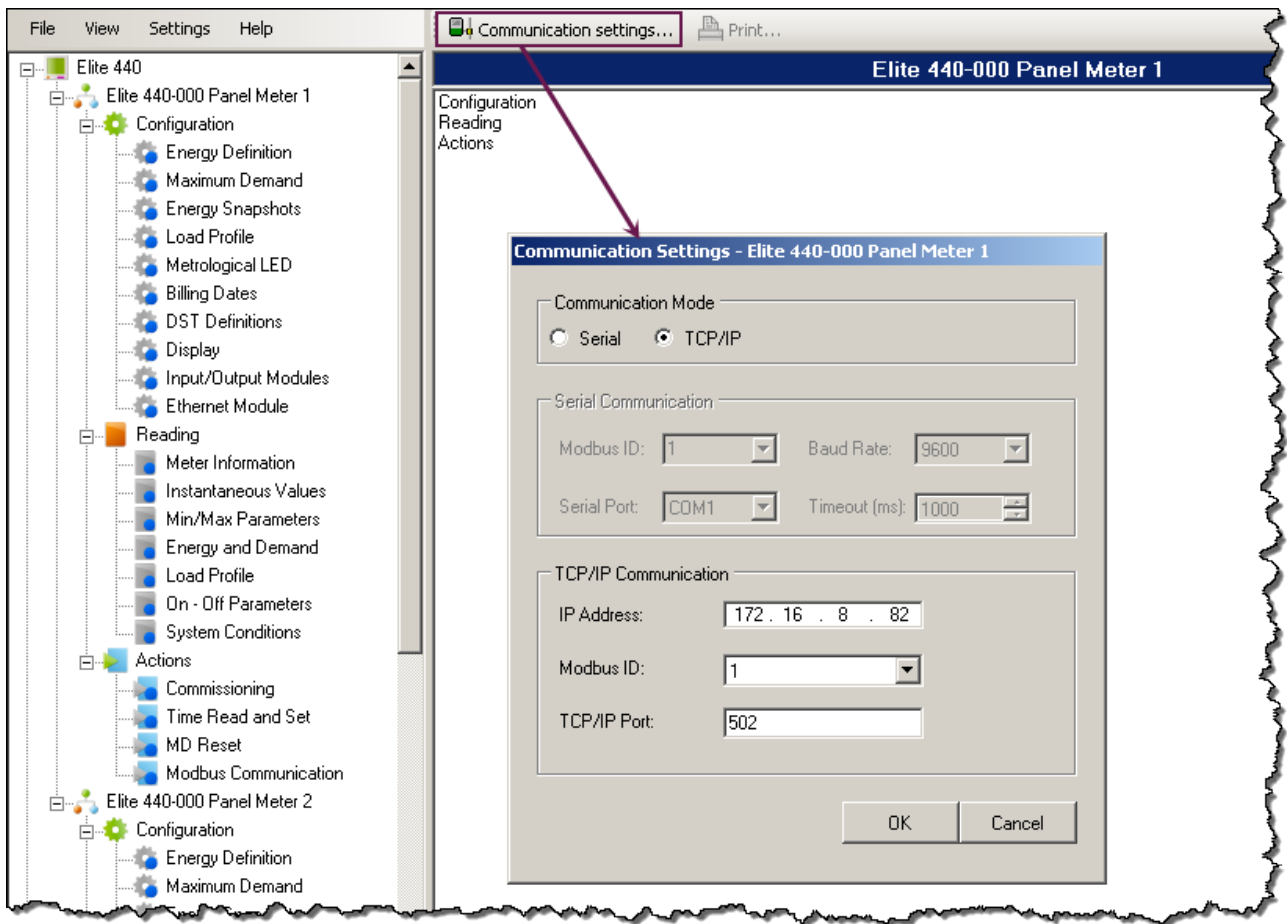 File View Settings Help
Communication settings... Print...
Elite 440
Elite 440-000 Panel Meter 1
Configuration
Energy Definition
Maximum Demand
Energy Snapshots
Load Profile
Metrological LED
Billing Dates
DST Definitions
Display
Input/Output Modules
Ethernet Module
Reading
Meter Information
Instantaneous Values
Min/Max Parameters
Energy and Demand
Load Profile
On - Off Parameters
System Conditions
Actions
Commissioning
Time Read and Set
MD Reset
Modbus Communication
Elite 440-000 Panel Meter 2
Configuration
Energy Definition
Maximum Demand
Elite 440-000 Panel Meter 1
Configuration
Reading
Actions
Communication Settings - Elite 440-000 Panel Meter 1
Communication Mode
Serial TCP/IP
Serial Communication
Modbus ID: 1 Baud Rate: 9600
Serial Port: COM1 Timeout (ms): 1000
TCP/IP Communication
IP Address: 172 . 16 . 8 . 82
Modbus ID: 1
TCP/IP Port: 502
OK Cancel